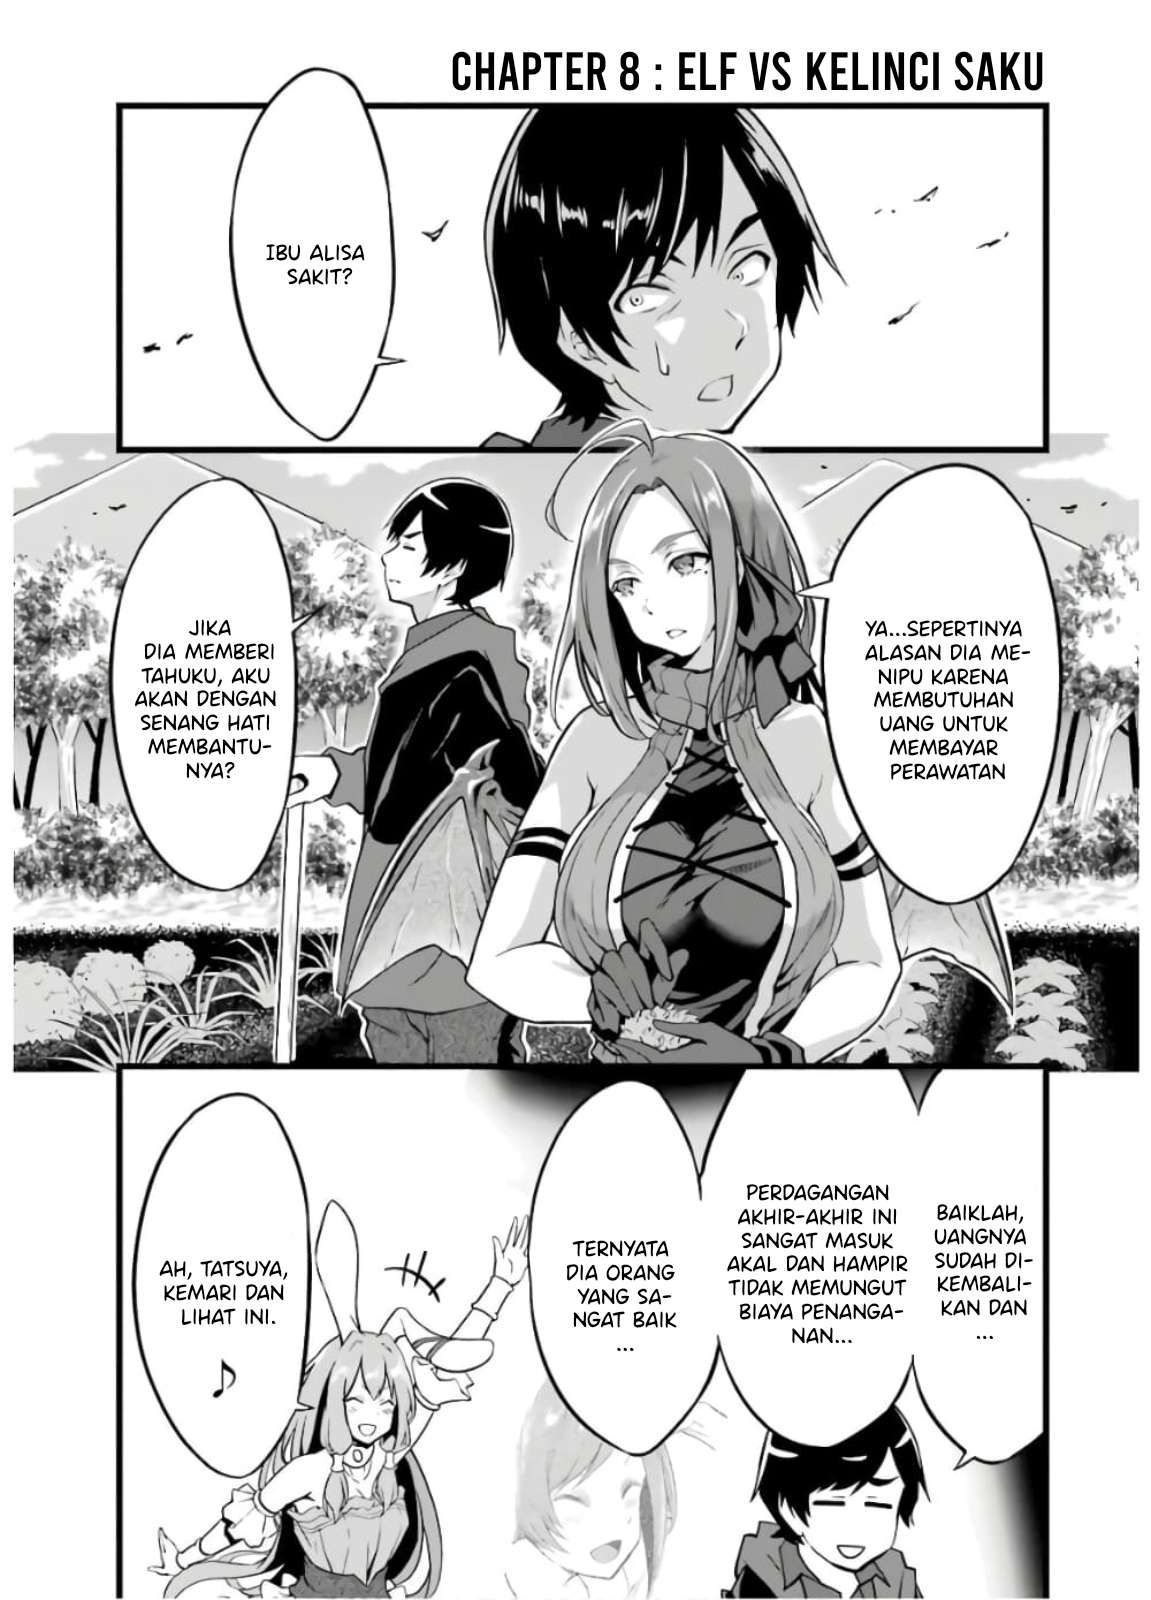 CHAPTER 8 : ELF VS KELINCI SAKU
IBU ALISA
SAKIT?
YA...SEPERTINYA
ALASAN DIA ME-
NIPU KARENA
MEMBUTUHAN
UANG UNTUK
MEMBAYAR
PERAWATAN
JIKA
DIA MEMBERI
TAHUKU, AKU
AKAN DENGAN
SENANG HATI
MEMBANTU-
NYA?
BAIKLAH,
UANGNYA
SUDAH DI-
KEMBALI-
KAN DAN
...
PERDAGANGAN
AKHIR-AKHIR INI
SANGAT MASUK
AKAL DAN HAMPIR
TIDAK MEMUNGUT
BIAYA PENANGA-
NAN...
TERNYATA
DIA ORANG
YANG SA-
NGAT BAIK
...
AH, TATSUYA,
KEMARI DAN
LIHAT INI.
♪